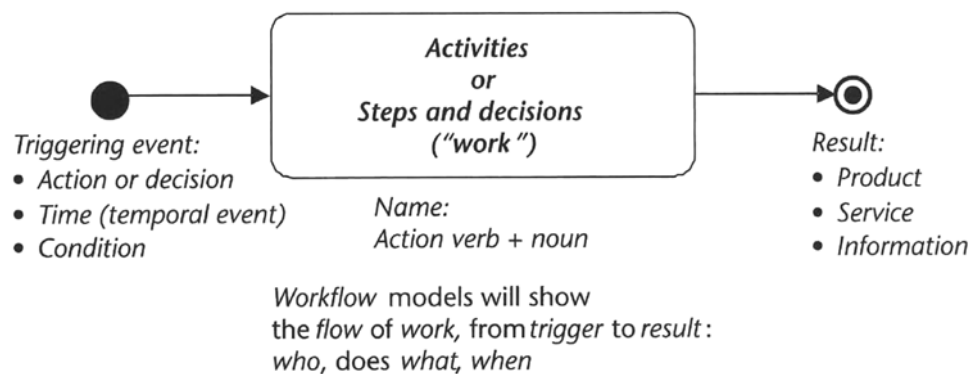 Activities
or
Steps and decisions
("work")
Triggering event:
• Action or decision
• Time (temporal event)
• Condition
Name:
Action verb + noun
Result:
• Product
• Service
• Information
Workflow models will show
the flow of work, from trigger to result:
who, does what, when